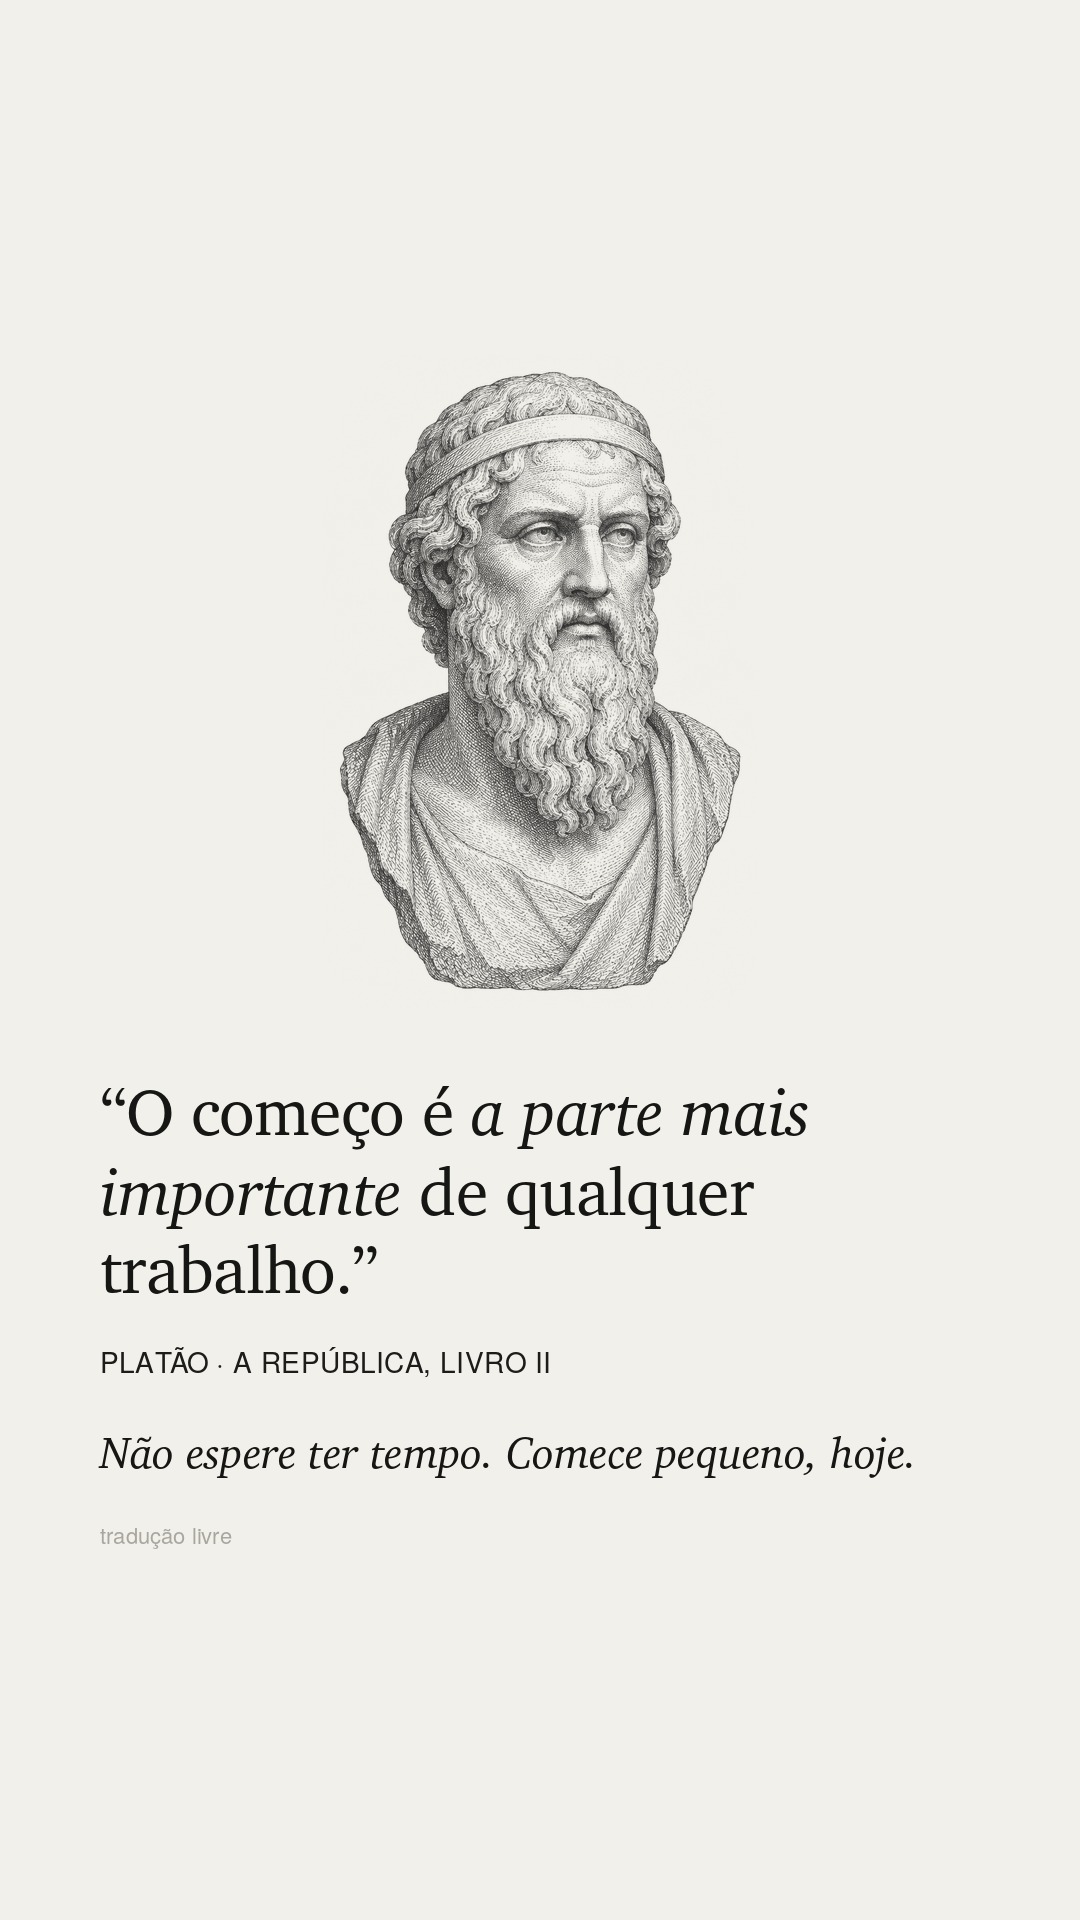 “O começo é a parte mais
importante de qualquer
trabalho.”
PLATÃO · A REPÚBLICA, LIVRO II
Não espere ter tempo. Comece pequeno, hoje.
tradução livre